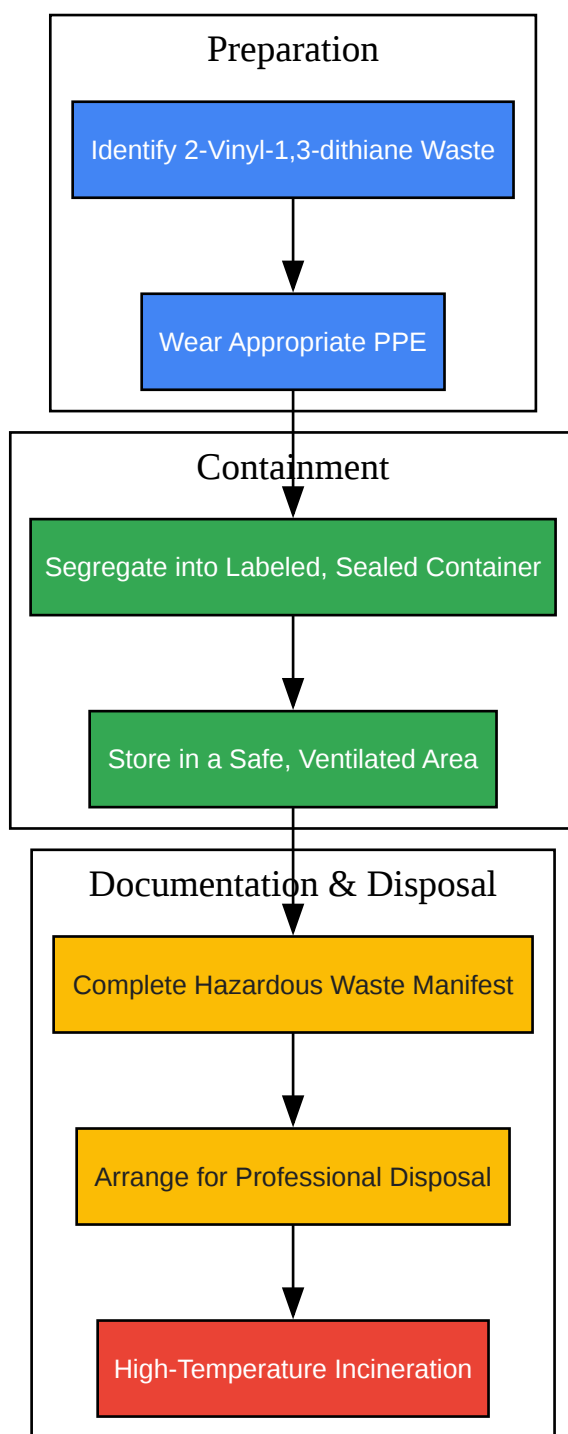 Preparation
Identify 2-Vinyl-1,3-dithiane Waste
Wear Appropriate PPE
Containment
Segregate into Labeled, Sealed Container
Store in a Safe, Ventilated Area
Documentation & Disposal
Complete Hazardous Waste Manifest
Arrange for Professional Disposal
High-Temperature Incineration